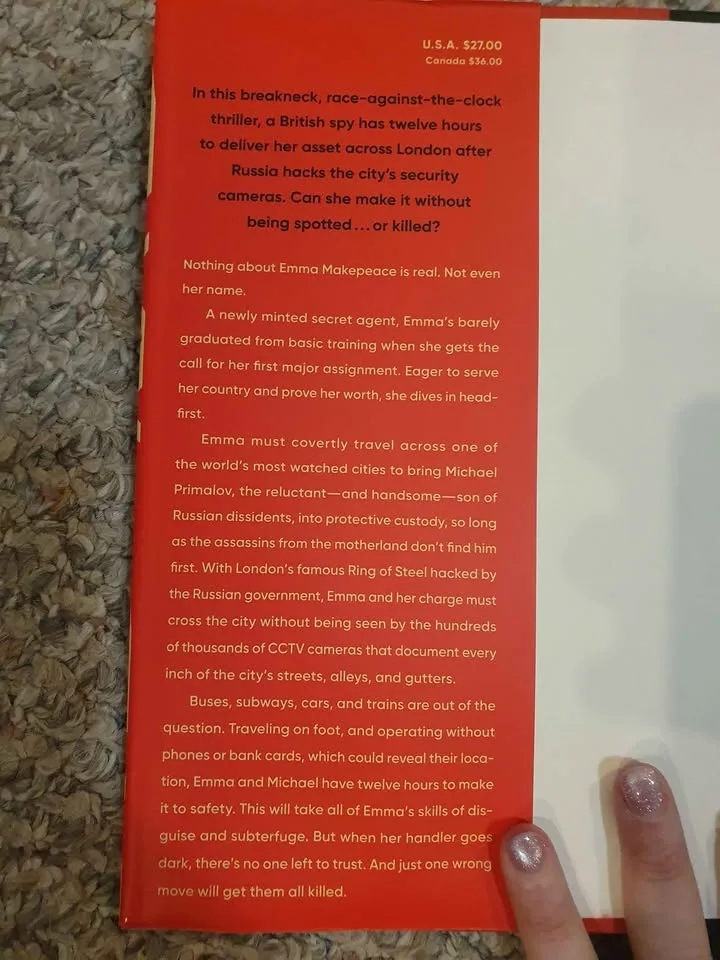 U.S.A. $27.00
Canada $36.00
In this breakneck, race-against-the-clock
thriller, a British spy has twelve hours
to deliver her asset across London after
Russia hacks the city's security
cameras. Can she make it without
being spotted...or killed?
Nothing about Emma Makepeace is real. Not even
her name.
A newly minted secret agent, Emma's barely
graduated from basic training when she gets the
call for her first major assignment. Eager to serve
her country and prove her worth, she dives in head-
first.
Emma must covertly travel across one of
the world's most watched cities to bring Michael
Primalov, the reluctant—and handsome—son of
Russian dissidents, into protective custody, so long
as the assassins from the motherland don't find him
first. With London's famous Ring of Steel hacked by
the Russian government, Emma and her charge must
cross the city without being seen by the hundreds
of thousands of CCTV cameras that document every
inch of the city's streets, alleys, and gutters.
Buses, subways, cars, and trains are out of the
question. Traveling on foot, and operating without
phones or bank cards, which could reveal their loca-
tion, Emma and Michael have twelve hours to make
it to safety. This will take all of Emma's skills of dis-
guise and subterfuge. But when her handler goes
dark, there's no one left to trust. And just one wrong
move will get them all killed.